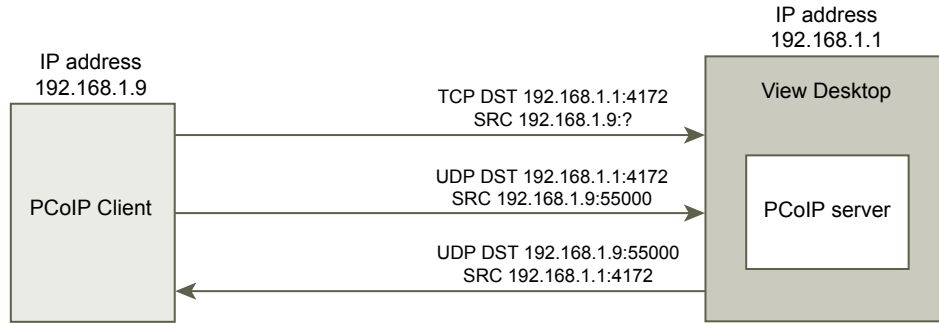 IP address
192.168.1.1
IP address
192.168.1.9
TCP DST 192.168.1.1:4172
SRC 192.168.1.9:?
View Desktop
UDP DST 192.168.1.1:4172
SRC 192.168.1.9:55000
PCoIP Client
PCoIP server
UDP DST 192.168.1.9:55000
SRC 192.168.1.1:4172